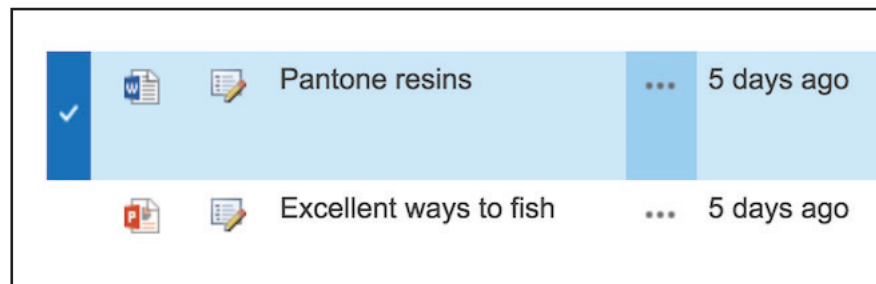 Pantone resins ... 5 days ago
Excellent ways to fish ... 5 days ago